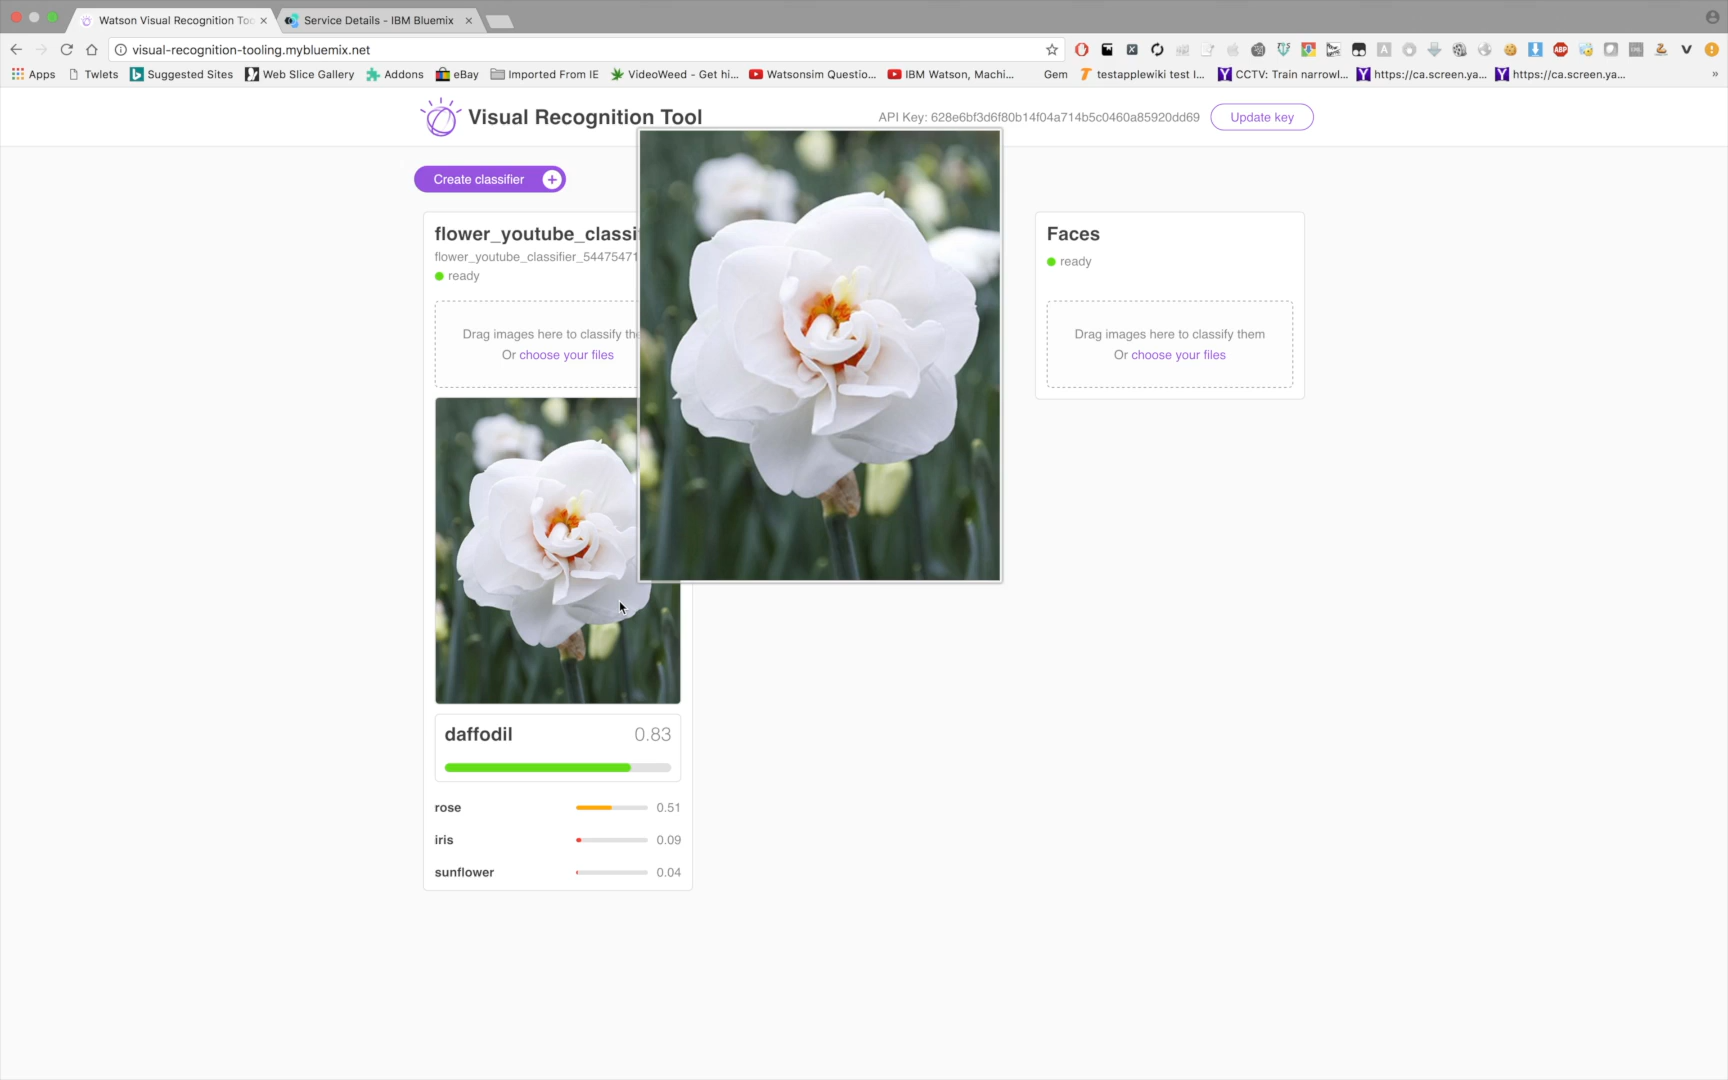 Watson Visual Recognition Too
Service Details - IBM Bluemix
visual-recognition-tooling.mybluemix.net
Apps Twlets Suggested Sites Web Slice Gallery Addons eBay Imported From IE VideoWeed - Get hi... Watsonsim Questio... IBM Watson, Machi... Gem testapplewiki test I... CCTV: Train narrowl... https://ca.screen.ya... https://ca.screen.ya... »
Visual Recognition Tool
API Key: 628e6bf3d6f80b14f04a714b5c0460a85920dd69
Update key
Create classifier
flower_youtube_classi
flower_youtube_classifier_54475471
ready
Drag images here to classify the
Or choose your files
daffodil 0.83
rose 0.51
iris 0.09
sunflower 0.04
Faces
ready
Drag images here to classify them
Or choose your files